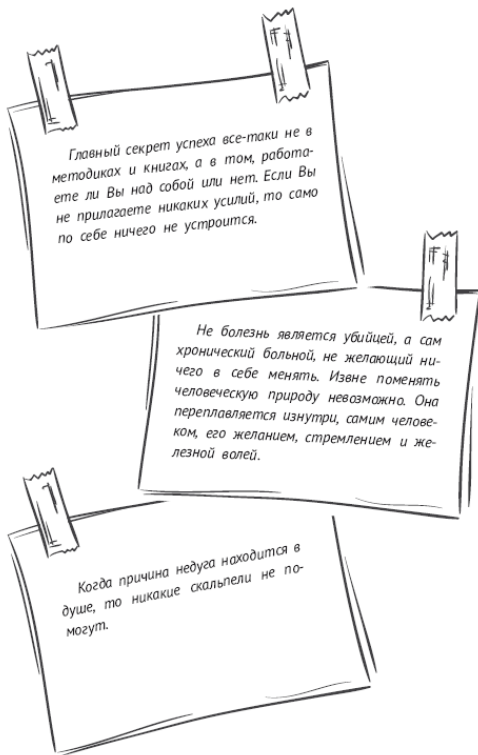 Главный секрет успеха все-таки не в
методиках и книгах, а в том, работа-
ете ли Вы над собой или нет. Если Вы
не прилагаете никаких усилий, то само
по себе ничего не устроится.
Не болезнь является убийцей, а сам
хронический больной, не желающий ни-
чего в себе менять. Извне поменять
человеческую природу невозможно. Она
переплавляется изнутри, самим челове-
ком, его желанием, стремлением и же-
лезной волей.
Когда причина недуга находится в
душе, то никакие скальпели не по-
могут.